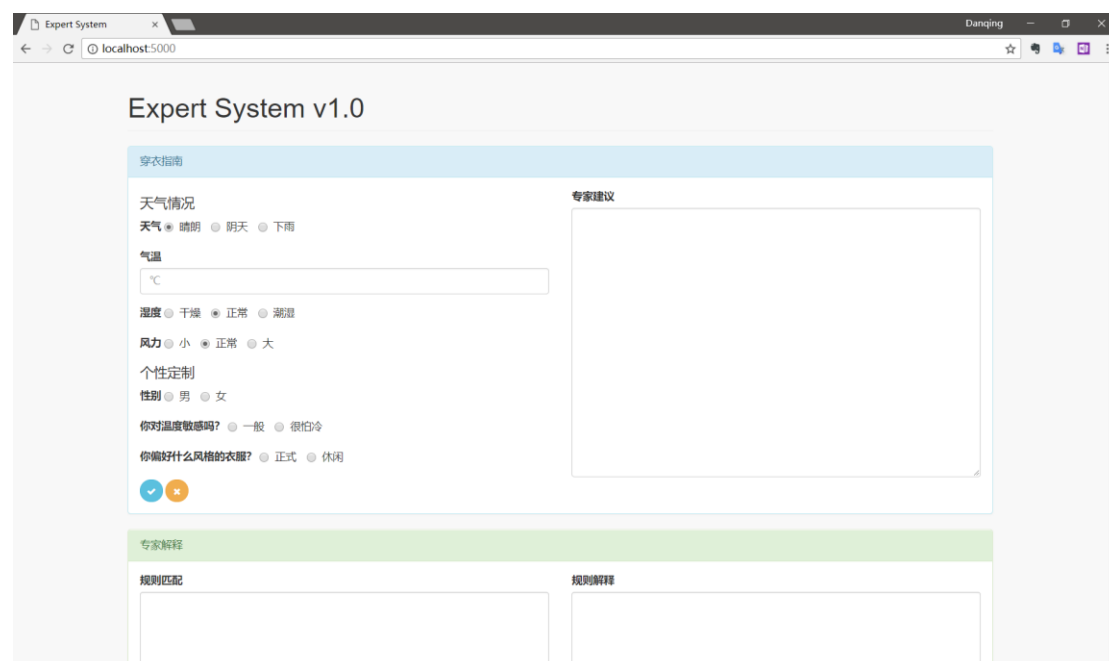 Expert System
Danqing
localhost:5000
Expert System v1.0
穿衣指南
天气情况
天气 晴朗 阴天 下雨
气温
℃
湿度 干燥 正常 潮湿
风力 小 正常 大
个性定制
性别 男 女
你对温度敏感吗? 一般 很怕冷
你偏好什么风格的衣服? 正式 休闲
专家建议
专家解释
规则匹配
规则解释